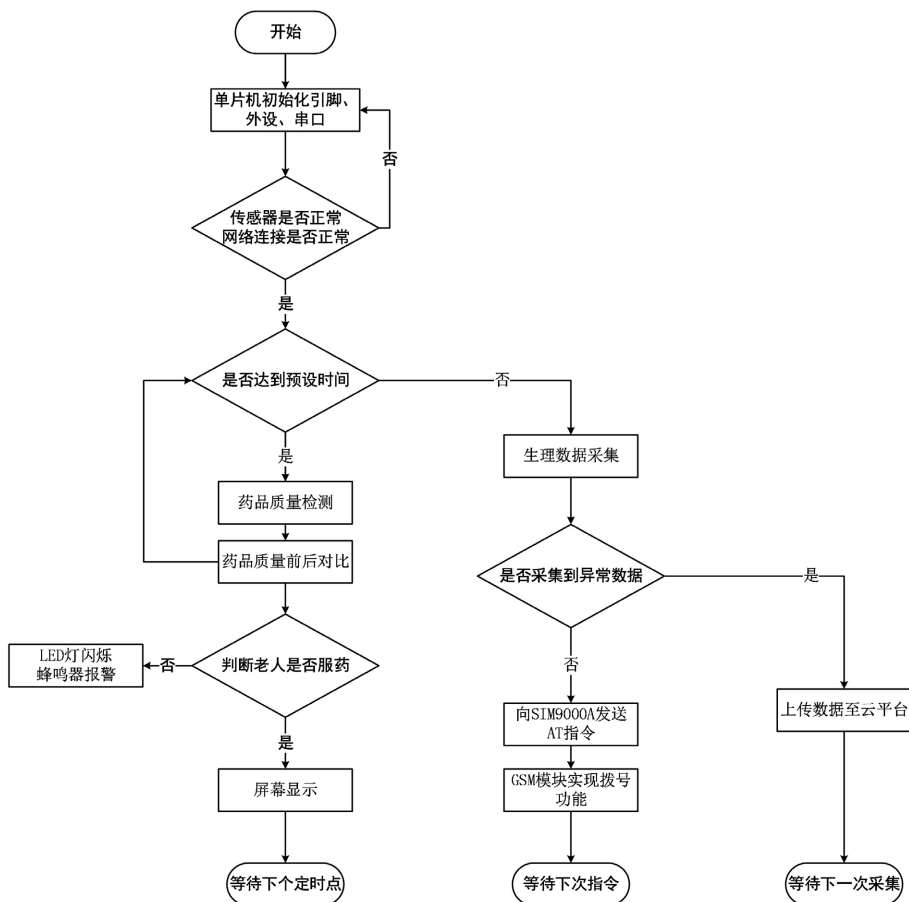 开始
单片机初始化引脚、
外设、串口
否
传感器是否正常
网络连接是否正常
是
是否达到预设时间
否
是
生理数据采集
药品质量检测
药品质量前后对比
是否采集到异常数据
是
LED灯闪烁
蜂鸣器报警
否
判断老人是否服药
否
向SIM9000A发送
AT指令
上传数据至云平台
是
屏幕显示
GSM模块实现拨号
功能
等待下个定时点
等待下次指令
等待下一次采集